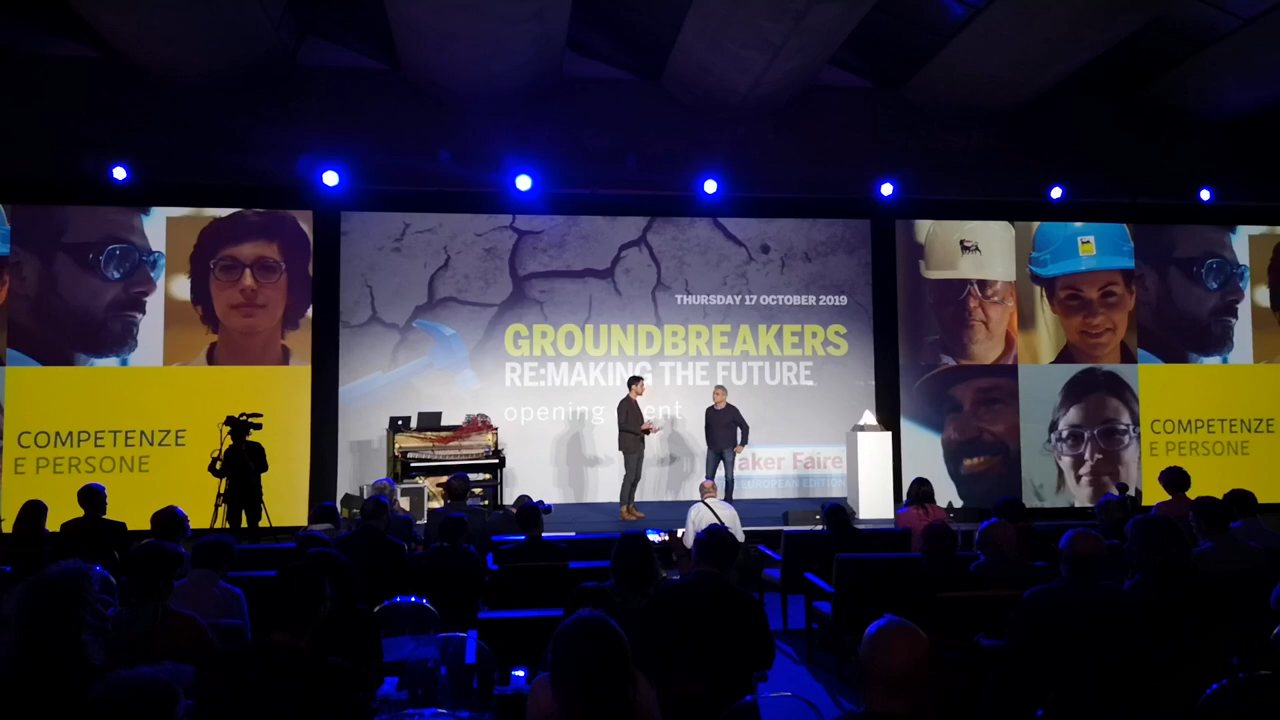 COMPETENZE
E PERSONE
THURSDAY 17 OCTOBER 2019
GROUNDBREAKERS
RE:MAKING THE FUTURE
opening
aker Faire
EUROPEAN EDITION
COMPETENZE
E PERSONE